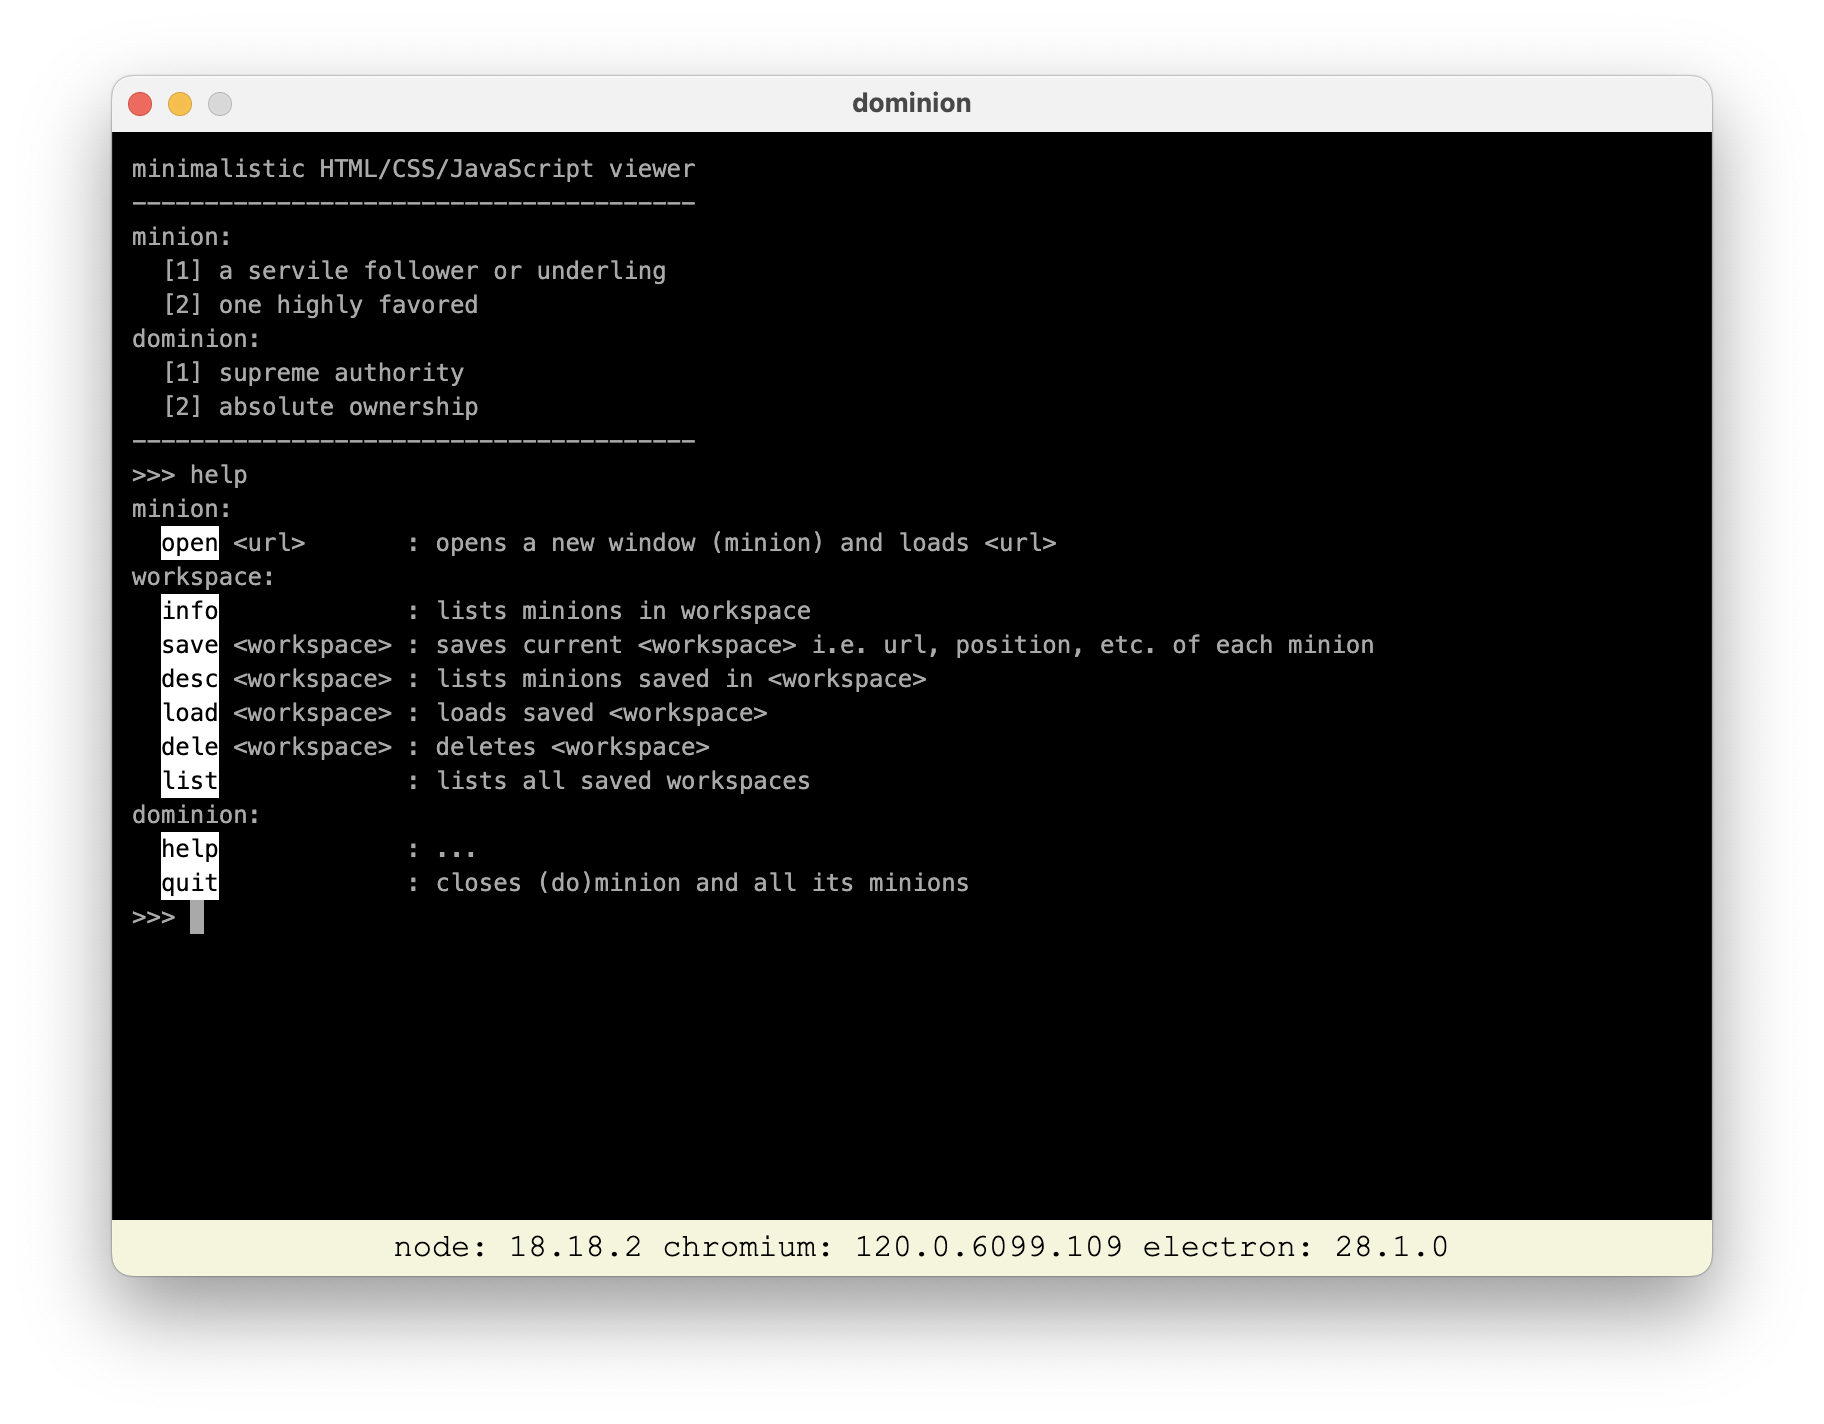 dominion
minimalistic HTML/CSS/JavaScript viewer
---------------------------------------
minion:
  [1] a servile follower or underling
  [2] one highly favored
dominion:
  [1] supreme authority
  [2] absolute ownership
---------------------------------------
>>> help
minion:
  open <url>       : opens a new window (minion) and loads <url>
workspace:
  info             : lists minions in workspace
  save <workspace> : saves current <workspace> i.e. url, position, etc. of each minion
  desc <workspace> : lists minions saved in <workspace>
  load <workspace> : loads saved <workspace>
  dele <workspace> : deletes <workspace>
  list             : lists all saved workspaces
dominion:
  help             : ...
  quit             : closes (do)minion and all its minions
>>>
node: 18.18.2 chromium: 120.0.6099.109 electron: 28.1.0